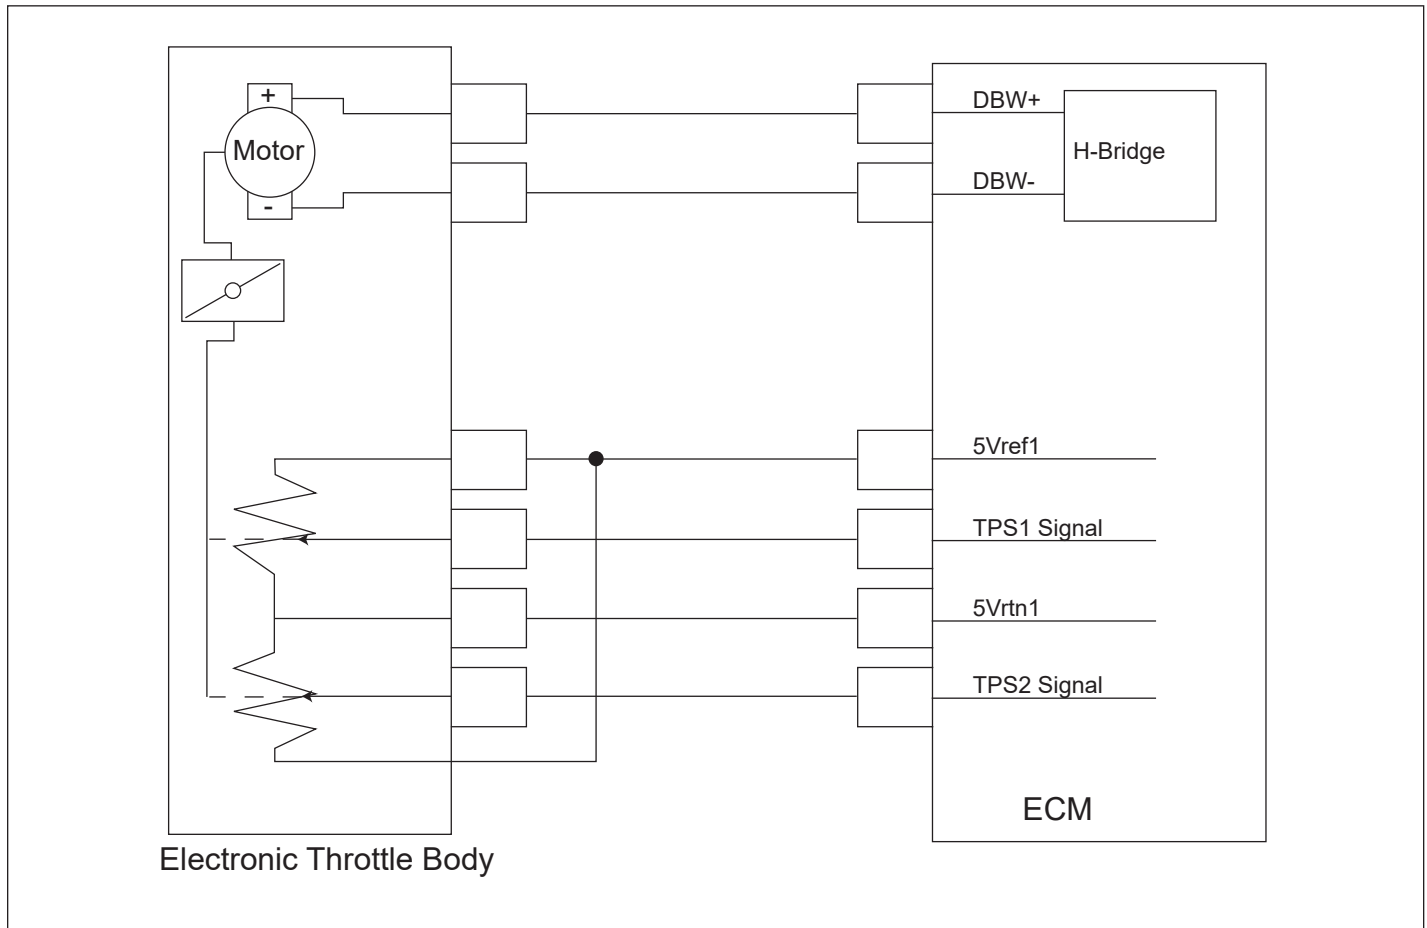 +
Motor
-
DBW+
H-Bridge
DBW-
5Vref1
TPS1 Signal
5Vrtn1
TPS2 Signal
ECM
Electronic Throttle Body